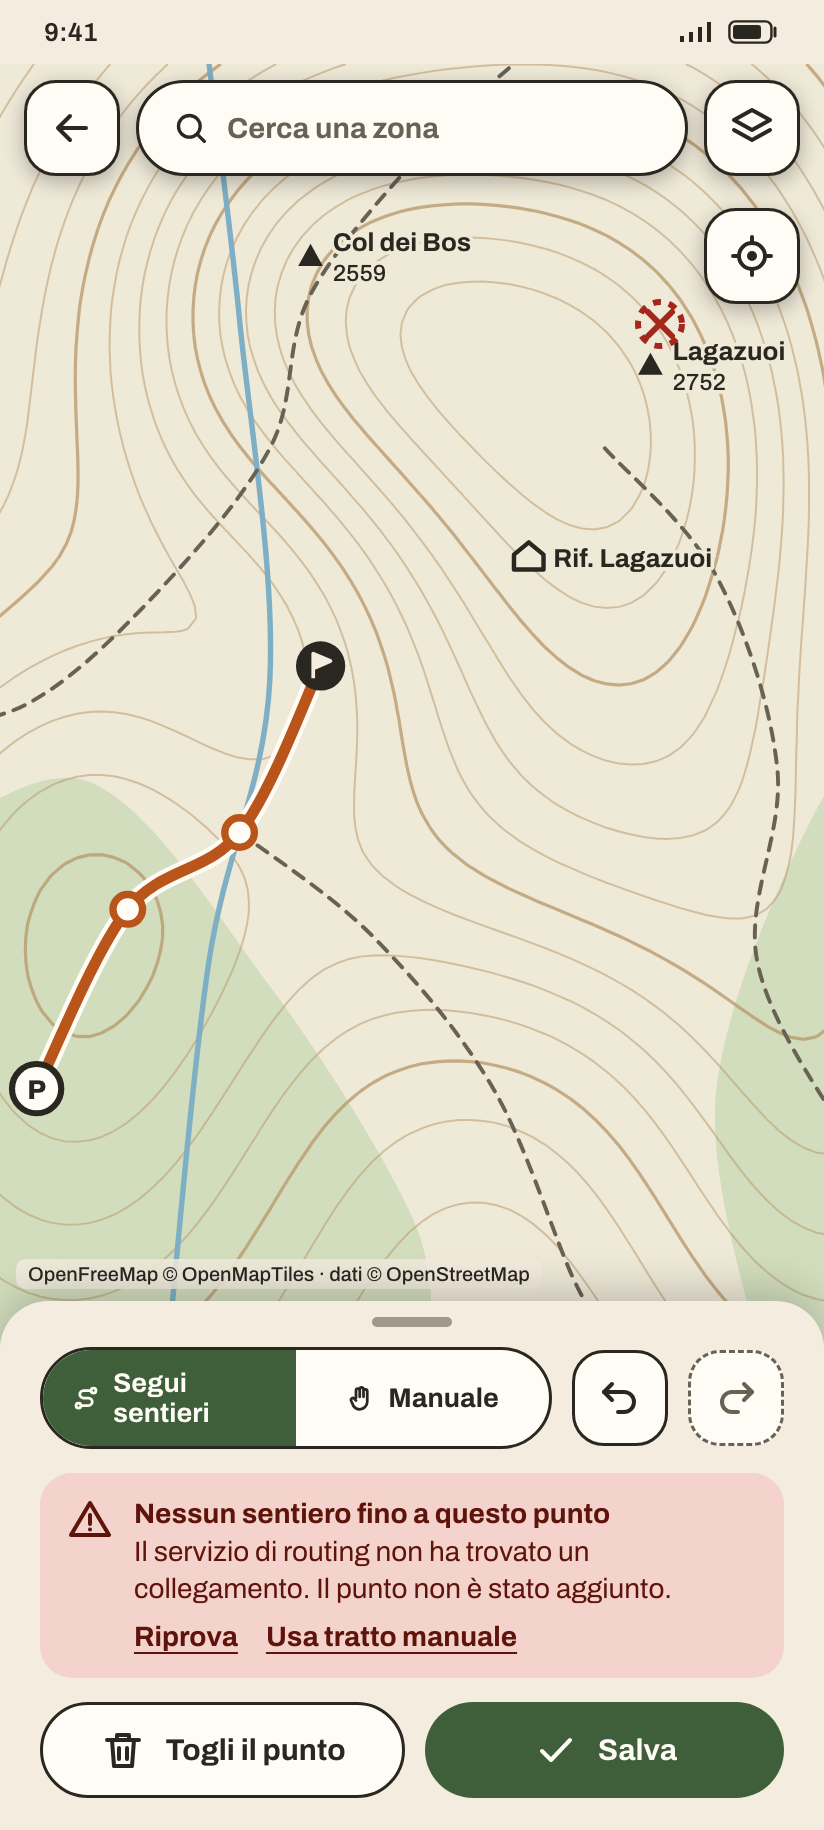 9:41
Cerca una zona
Col dei Bos
2559
Lagazuoi
2752
Rif. Lagazuoi
P
OpenFreeMap © OpenMapTiles · dati © OpenStreetMap
Segui
sentieri
Manuale
Nessun sentiero fino a questo punto
Il servizio di routing non ha trovato un
collegamento. Il punto non è stato aggiunto.
Riprova Usa tratto manuale
Togli il punto
Salva